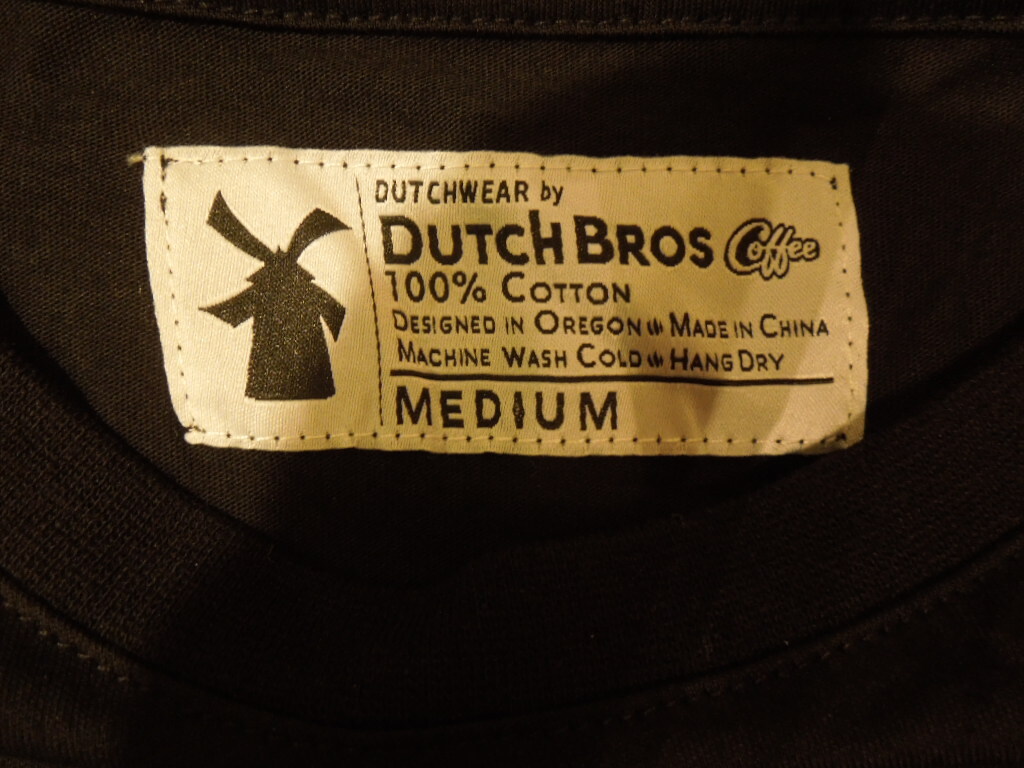 DUTCHWEAR by
DUTCH BROS Coffee
100% COTTON
DESIGNED IN OREGON MADE IN CHINA
MACHINE WASH COLD HANG DRY
MEDIUM